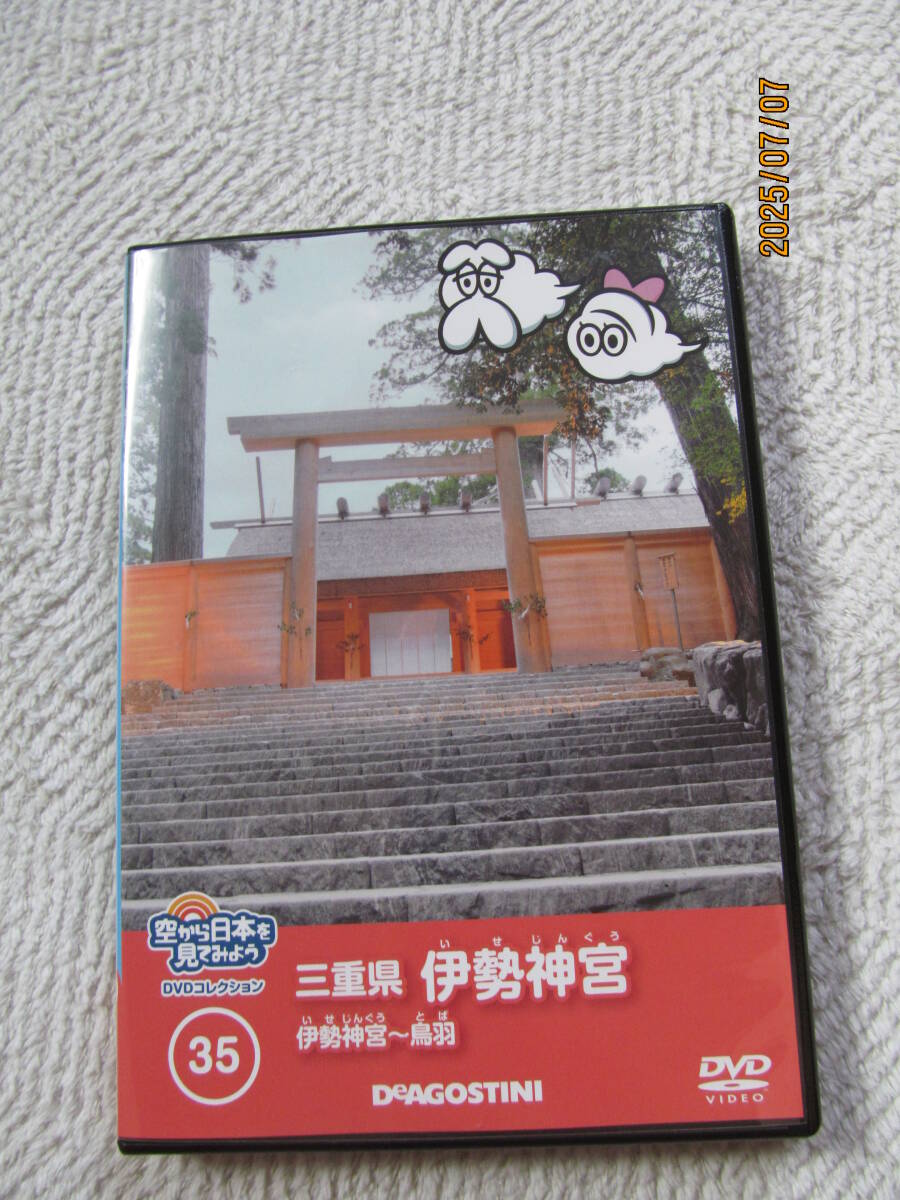 2025/07/07
空から日本を
見てみよう
DVDコレクション
35
い せ じん ぐう
三重県 伊勢神宮
い せ じんぐう と ば
伊勢神宮～鳥羽
DeAGOSTINI
DVD
VIDEO